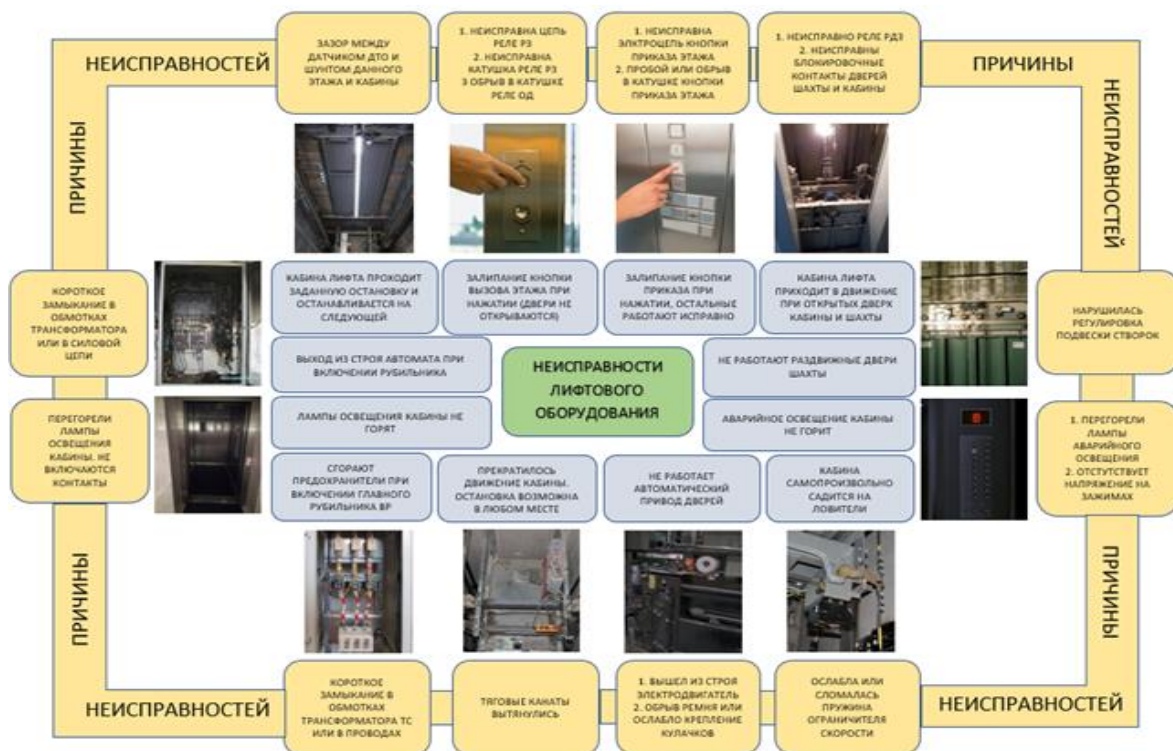 НЕИСПРАВНОСТЕЙ
ЗАЗОР МЕЖДУ
ДАТЧИКОМ ДТО И
ШУНТОМ ДАННОГО
ЭТАЖА И КАБИНЫ
1. НЕИСПРАВНА ЦЕПЬ
РЕЛЕ РЗ
2. НЕИСПРАВНА
КАТУШКА РЕЛЕ РЗ
3 ОБРЫВ В КАТУШКЕ
РЕЛЕ ОД
1. НЕИСПРАВНА
ЭЛТРОЦЕПЬ КНОПКИ
ПРИКАЗА ЭТАЖА
2. ПРОБОЙ ИЛИ ОБРЫВ
В КАТУШКЕ КНОПКИ
ПРИКАЗА ЭТАЖА
1. НЕИСПРАВНО РЕЛЕ РДЗ
2. НЕИСПРАВНЫ
БЛОКИРОВОЧНЫЕ
КОНТАКТЫ ДВЕРЕЙ
ШАХТЫ И КАБИНЫ
ПРИЧИНЫ
ПРИЧИНЫ
НЕИСПРАВНОСТЕЙ
КОРОТКОЕ
ЗАМЫКАНИЕ В
ОБМОТКАХ
ТРАНСФОРМАТОРА
ИЛИ В СИЛОВОЙ
ЦЕПИ
КАБИНА ЛИФТА ПРОХОДИТ
ЗАДАННУЮ ОСТАНОВКУ И
ОСТАНАВЛИВАЕТСЯ НА
СЛЕДУЮЩЕЙ
ЗАЛИПАНИЕ КНОПКИ
ВЫЗОВА ЭТАЖА ПРИ
НАЖАТИИ (ДВЕРИ НЕ
ОТКРЫВАЮТСЯ)
ЗАЛИПАНИЕ КНОПКИ
ПРИКАЗА ПРИ
НАЖАТИИ, ОСТАЛЬНЫЕ
РАБОТАЮТ ИСПРАВНО
КАБИНА ЛИФТА
ПРИХОДИТ В ДВИЖЕНИЕ
ПРИ ОТКРЫТЫХ ДВЕРХ
КАБИНЫ И ШАХТЫ
НАРУШИЛАСЬ
РЕГУЛИРОВКА
ПОДВЕСКИ СТВОРОК
ВЫХОД ИЗ СТРОЯ АВТОМАТА ПРИ
ВКЛЮЧЕНИИ РУБИЛЬНИКА
НЕИСПРАВНОСТИ
ЛИФТОВОГО
ОБОРУДОВАНИЯ
НЕ РАБОТАЮТ РАЗДВИЖНЫЕ ДВЕРИ
ШАХТЫ
ПЕРЕГОРЕЛИ
ЛАМПЫ
ОСВЕЩЕНИЯ
КАБИНЫ. НЕ
ВКЛЮЧАЮТСЯ
КОНТАКТЫ
ЛАМПЫ ОСВЕЩЕНИЯ КАБИНЫ НЕ
ГОРЯТ
АВАРИЙНОЕ ОСВЕЩЕНИЕ КАБИНЫ
НЕ ГОРИТ
1. ПЕРЕГОРЕЛИ
ЛАМПЫ
АВАРИЙНОГО
ОСВЕЩЕНИЯ
2. ОТСТУТСТВУЕТ
НАПРЯЖЕНИЕ НА
ЗАЖИМАХ
СГОРАЮТ
ПРЕДОХРАНИТЕЛИ ПРИ
ВКЛЮЧЕНИИ ГЛАВНОГО
РУБИЛЬНИКА ВР
ПРЕКРАТИЛОСЬ
ДВИЖЕНИЕ КАБИНЫ.
ОСТАНОВКА ВОЗМОЖНА
В ЛЮБОМ МЕСТЕ
НЕ РАБОТАЕТ
АВТОМАТИЧЕСКИЙ
ПРИВОД ДВЕРЕЙ
КАБИНА
САМОПРОИЗВОЛЬНО
САДИТСЯ НА
ЛОВИТЕЛИ
ПРИЧИНЫ
ПРИЧИНЫ
НЕИСПРАВНОСТЕЙ
КОРОТКОЕ
ЗАМЫКАНИЕ В
ОБМОТКАХ
ТРАНСФОРМАТОРА ТС
ИЛИ В ПРОВОДАХ
ТЯГОВЫЕ КАНАТЫ
ВЫТЯНУЛИСЬ
1. ВЫШЕЛ ИЗ СТРОЯ
ЭЛЕКТРОДВИГАТЕЛЬ
2. ОБРЫВ РЕМНЯ ИЛИ
ОСЛАБЛО КРЕПЛЕНИЕ
КУЛАЧКОВ
ОСЛАБЛА ИЛИ
СЛОМАЛАСЬ
ПРУЖИНА
ОГРАНИЧИТЕЛЯ
СКОРОСТИ
НЕИСПРАВНОСТЕЙ